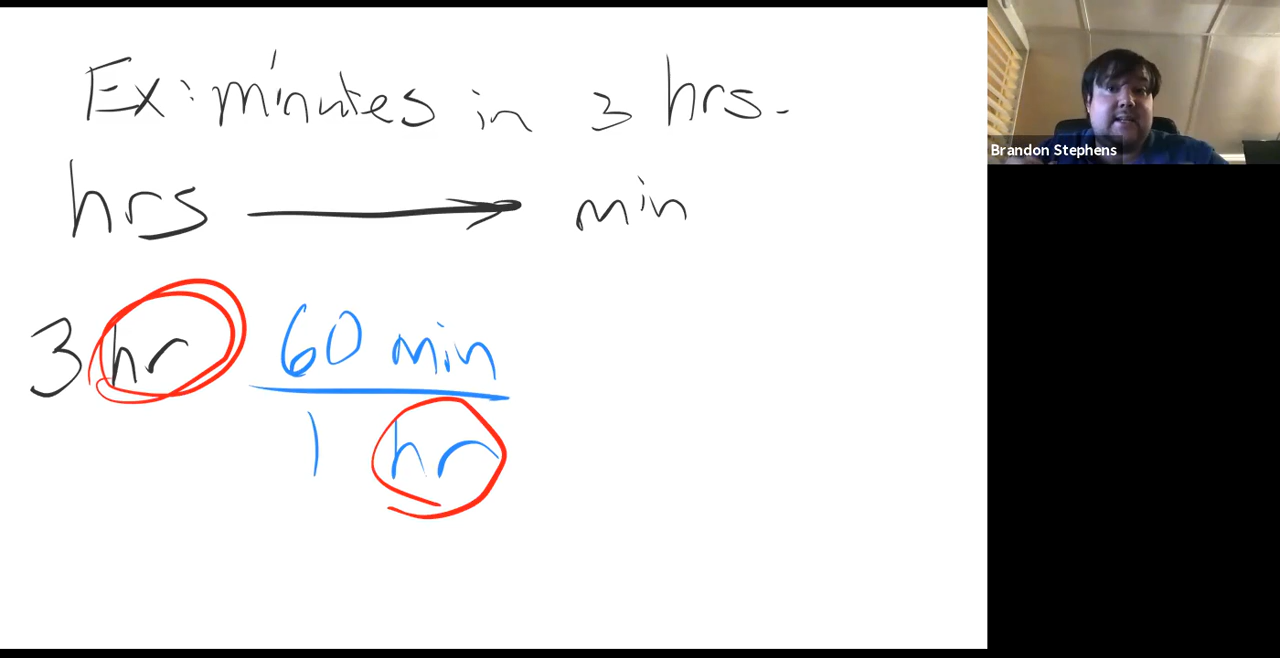 Ex: minutes in 3 hrs.
hrs → min
3 hr 60 min
1 hr
Brandon Stephens